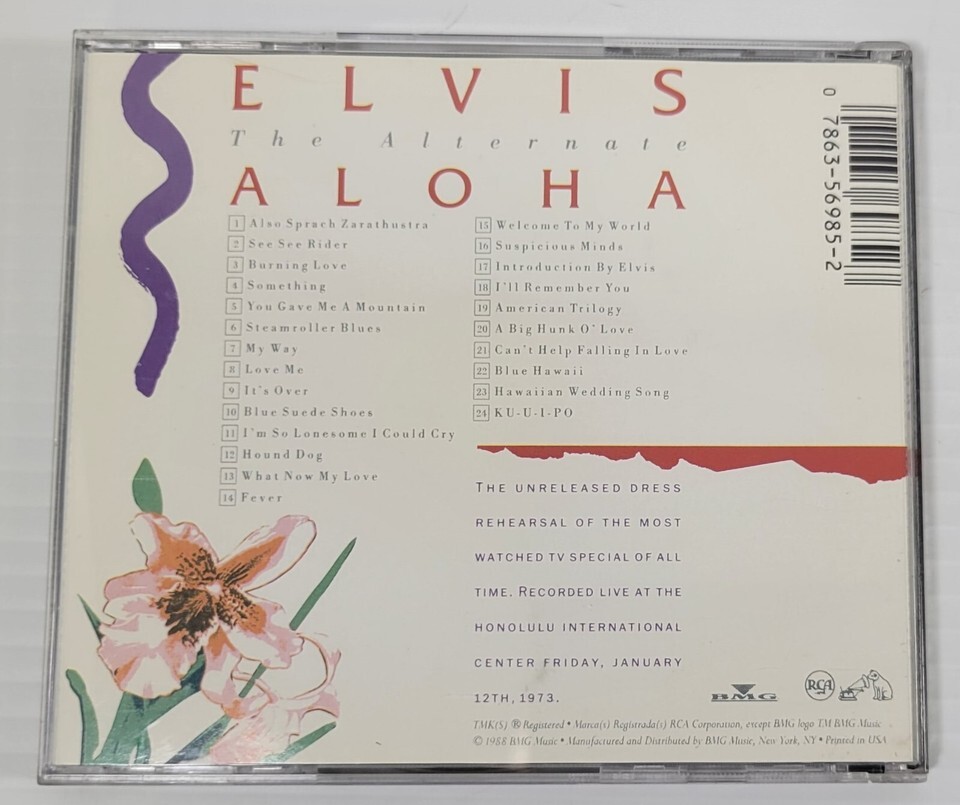 ELVIS
The Alternate
ALOHA
1 Also Sprach Zarathustra
2 See See Rider
3 Burning Love
4 Something
5 You Gave Me A Mountain
6 Steamroller Blues
7 My Way
8 Love Me
9 It's Over
10 Blue Suede Shoes
11 I'm So Lonesome I Could Cry
12 Hound Dog
13 What Now My Love
14 Fever
15 Welcome To My World
16 Suspicious Minds
17 Introduction By Elvis
18 I'll Remember You
19 American Trilogy
20 A Big Hunk O' Love
21 Can't Help Falling In Love
22 Blue Hawaii
23 Hawaiian Wedding Song
24 KU-U-I-PO
THE UNRELEASED DRESS
REHEARSAL OF THE MOST
WATCHED TV SPECIAL OF ALL
TIME. RECORDED LIVE AT THE
HONOLULU INTERNATIONAL
CENTER FRIDAY, JANUARY
12TH, 1973.
BMG
RCA
TMK(S) ® Registered • Marca(s) Registrada(s) RCA Corporation, except BMG logo TM BMG Music
© 1988 BMG Music • Manufactured and Distributed by BMG Music, New York, NY • Printed in USA
0 7863-56985-2